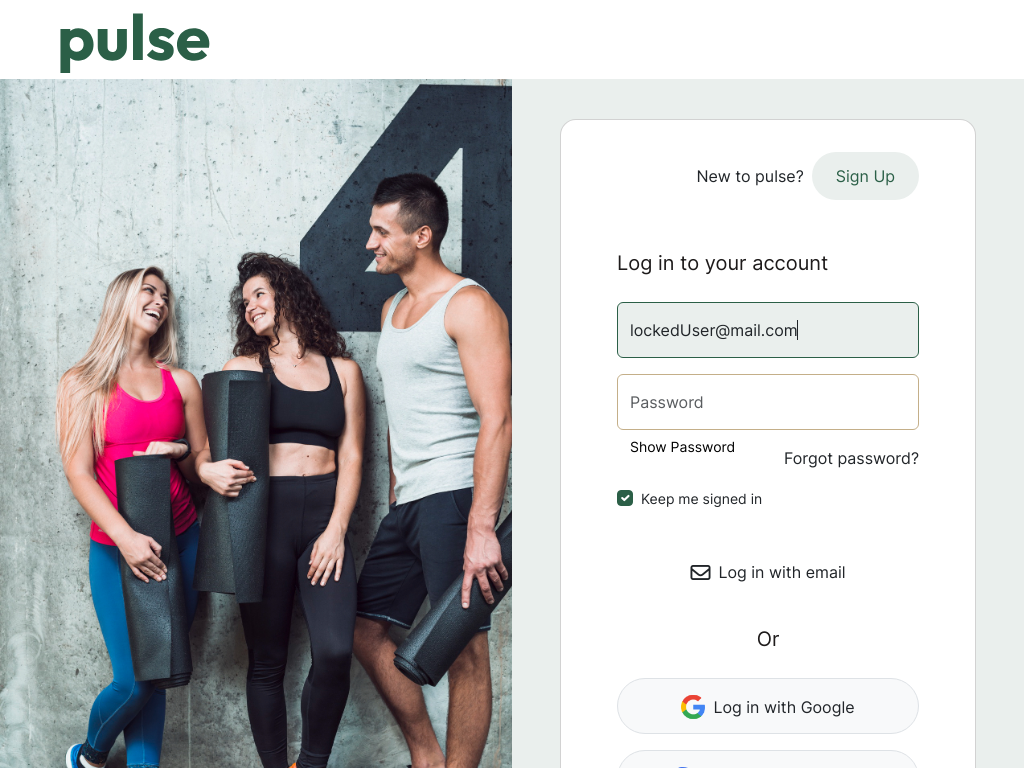 pulse
4
New to pulse? Sign Up
Log in to your account
lockedUser@mail.com
Password
Show Password
Forgot password?
Keep me signed in
Log in with email
Or
Log in with Google